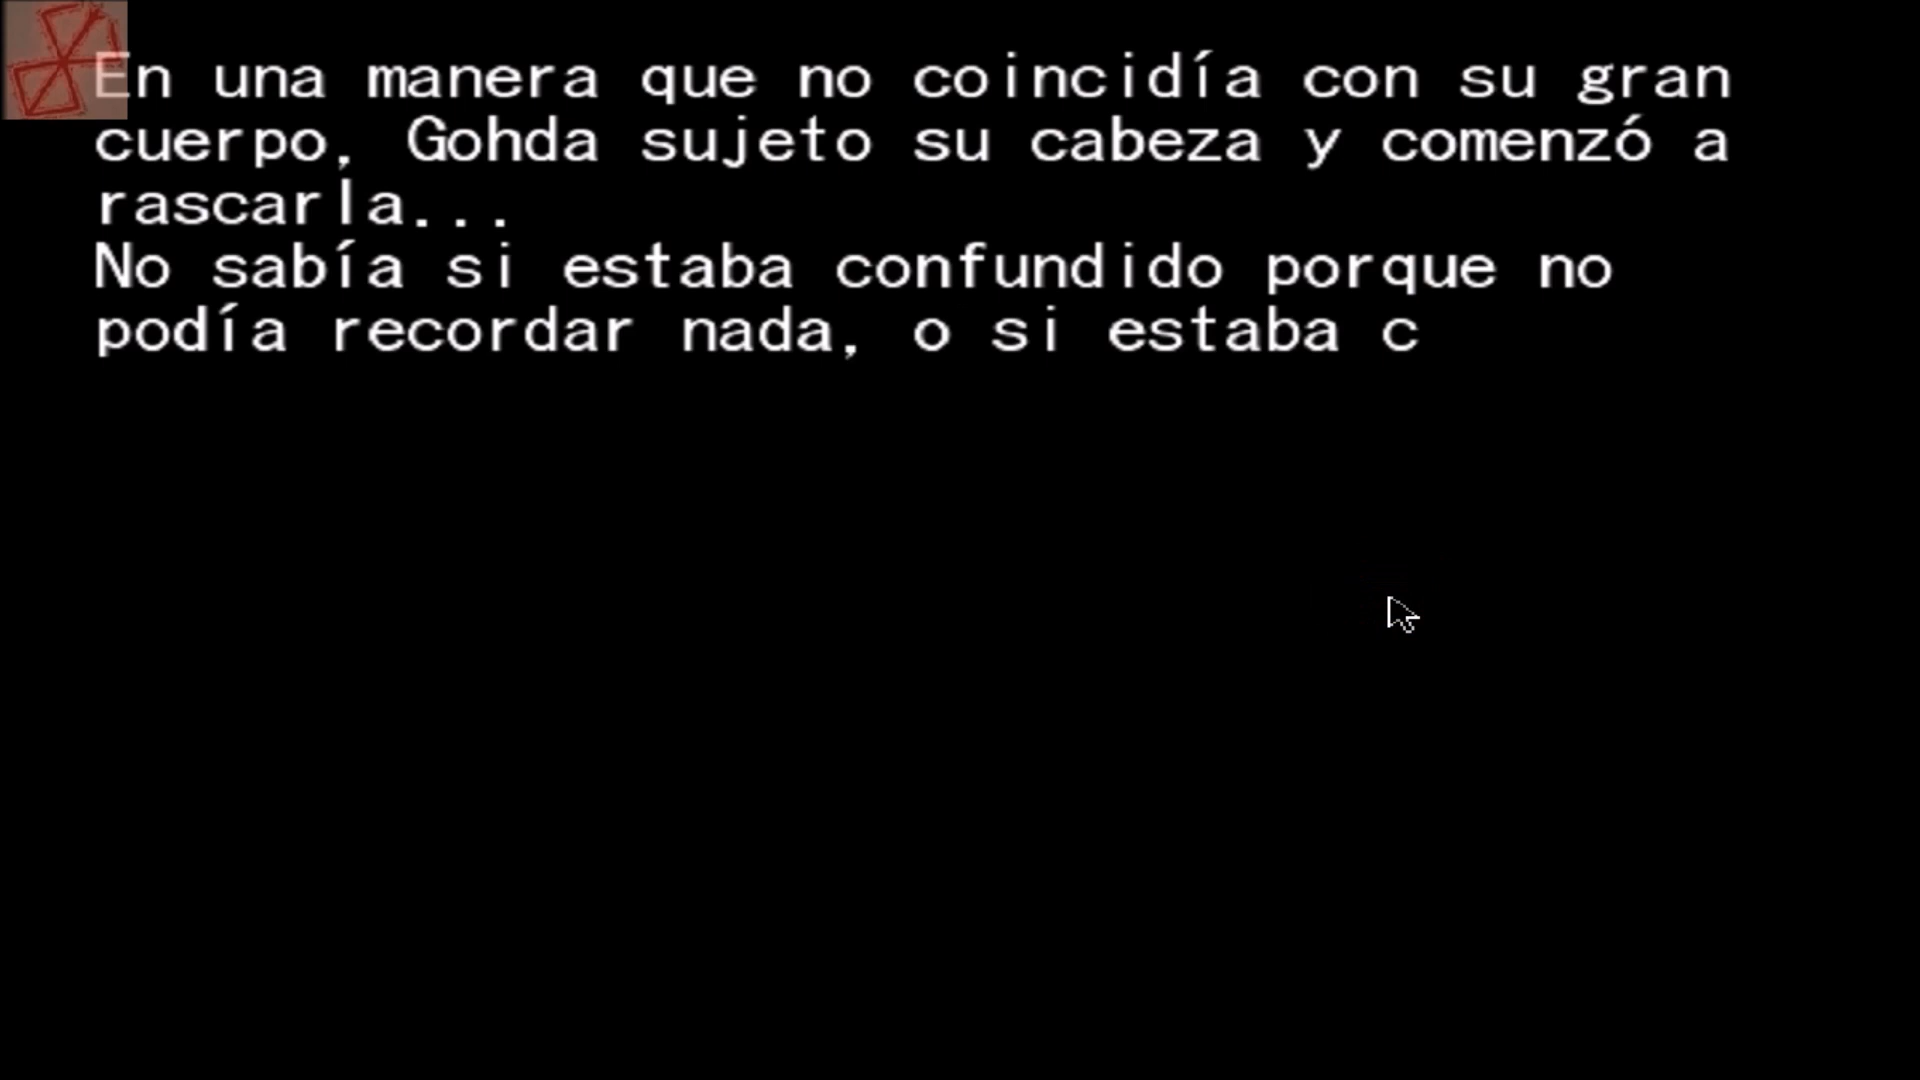 En una manera que no coincidía con su gran
cuerpo, Gohda sujeto su cabeza y comenzó a
rascarla...
No sabía si estaba confundido porque no
podía recordar nada, o si estaba c